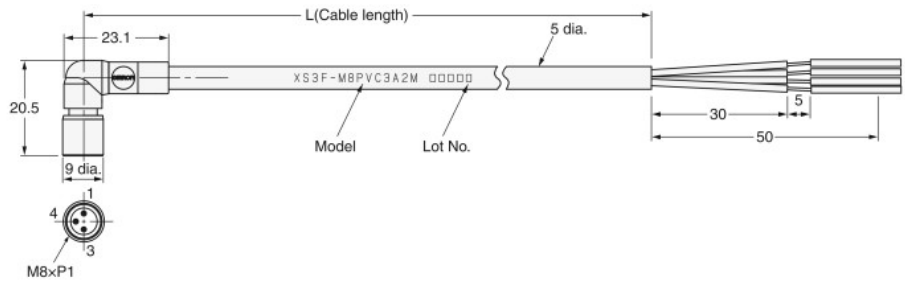 L(Cable length)
23.1
5 dia.
XS3F-M8PVC3A2M □□□□□
20.5
5
30
50
Model
Lot No.
9 dia.
1
4
3
M8×P1